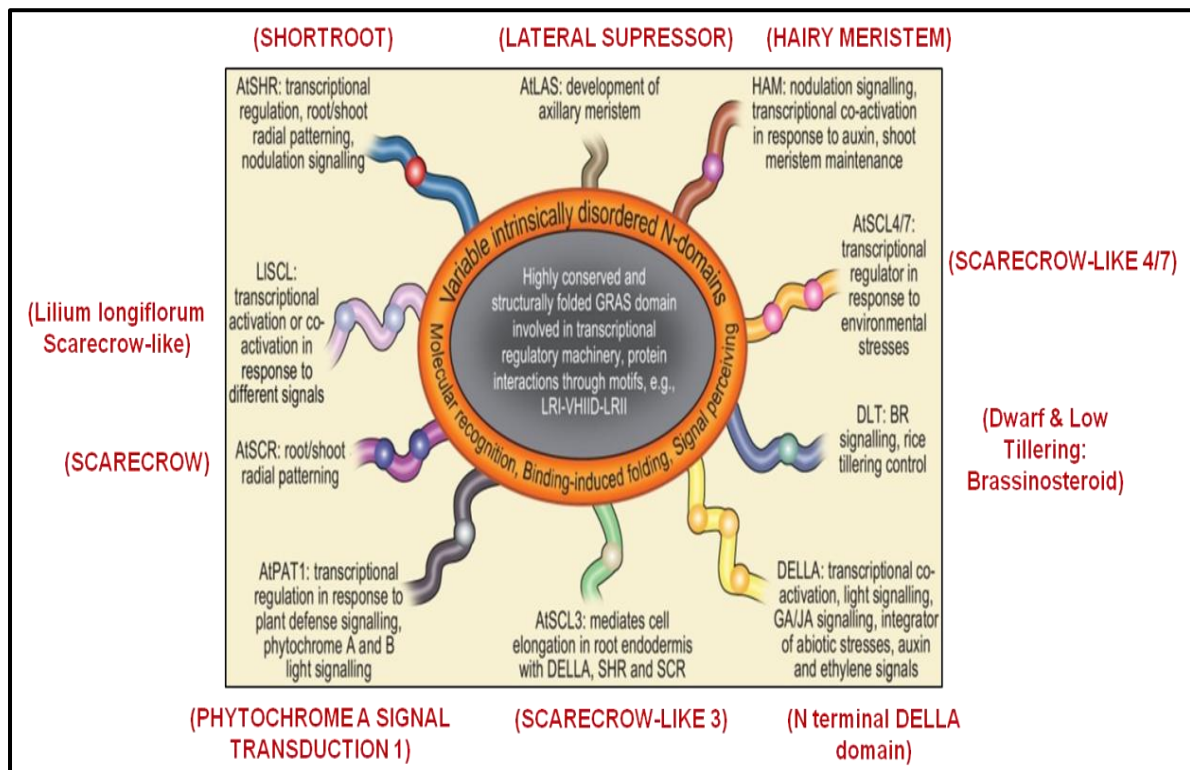 (SHORTROOT)
(LATERAL SUPRESSOR)
(HAIRY MERISTEM)
AtSHR: transcriptional
regulation, root/shoot
radial patterning,
nodulation signalling
AtLAS: development of
axillary meristem
HAM: nodulation signalling,
transcriptional co-activation
in response to auxin, shoot
meristem maintenance
Variable intrinsically disordered N-domains
AtSCL4/7:
transcriptional
regulator in
response to
environmental
stresses
(SCARECROW-LIKE 4/7)
(Lilium longiflorum
Scarecrow-like)
LISCL:
transcriptional
activation or co-
activation in
response to
different signals
Highly conserved and
structurally folded GRAS domain
involved in transcriptional
regulatory machinery, protein
interactions through motifs, e.g.,
LRI-VHIID-LRII
Molecular recognition, Binding-induced folding, Signal perceiving
(SCARECROW)
AtSCR: root/shoot
radial patterning
DLT: BR
signalling, rice
tillering control
(Dwarf & Low
Tillering:
Brassinosteroid)
AtPAT1: transcriptional
regulation in response to
plant defense signalling,
phytochrome A and B
light signalling
AtSCL3: mediates cell
elongation in root endodermis
with DELLA, SHR and SCR
DELLA: transcriptional co-
activation, light signalling,
GA/JA signalling, integrator
of abiotic stresses, auxin
and ethylene signals
(PHYTOCHROME A SIGNAL
TRANSDUCTION 1)
(SCARECROW-LIKE 3)
(N terminal DELLA
domain)